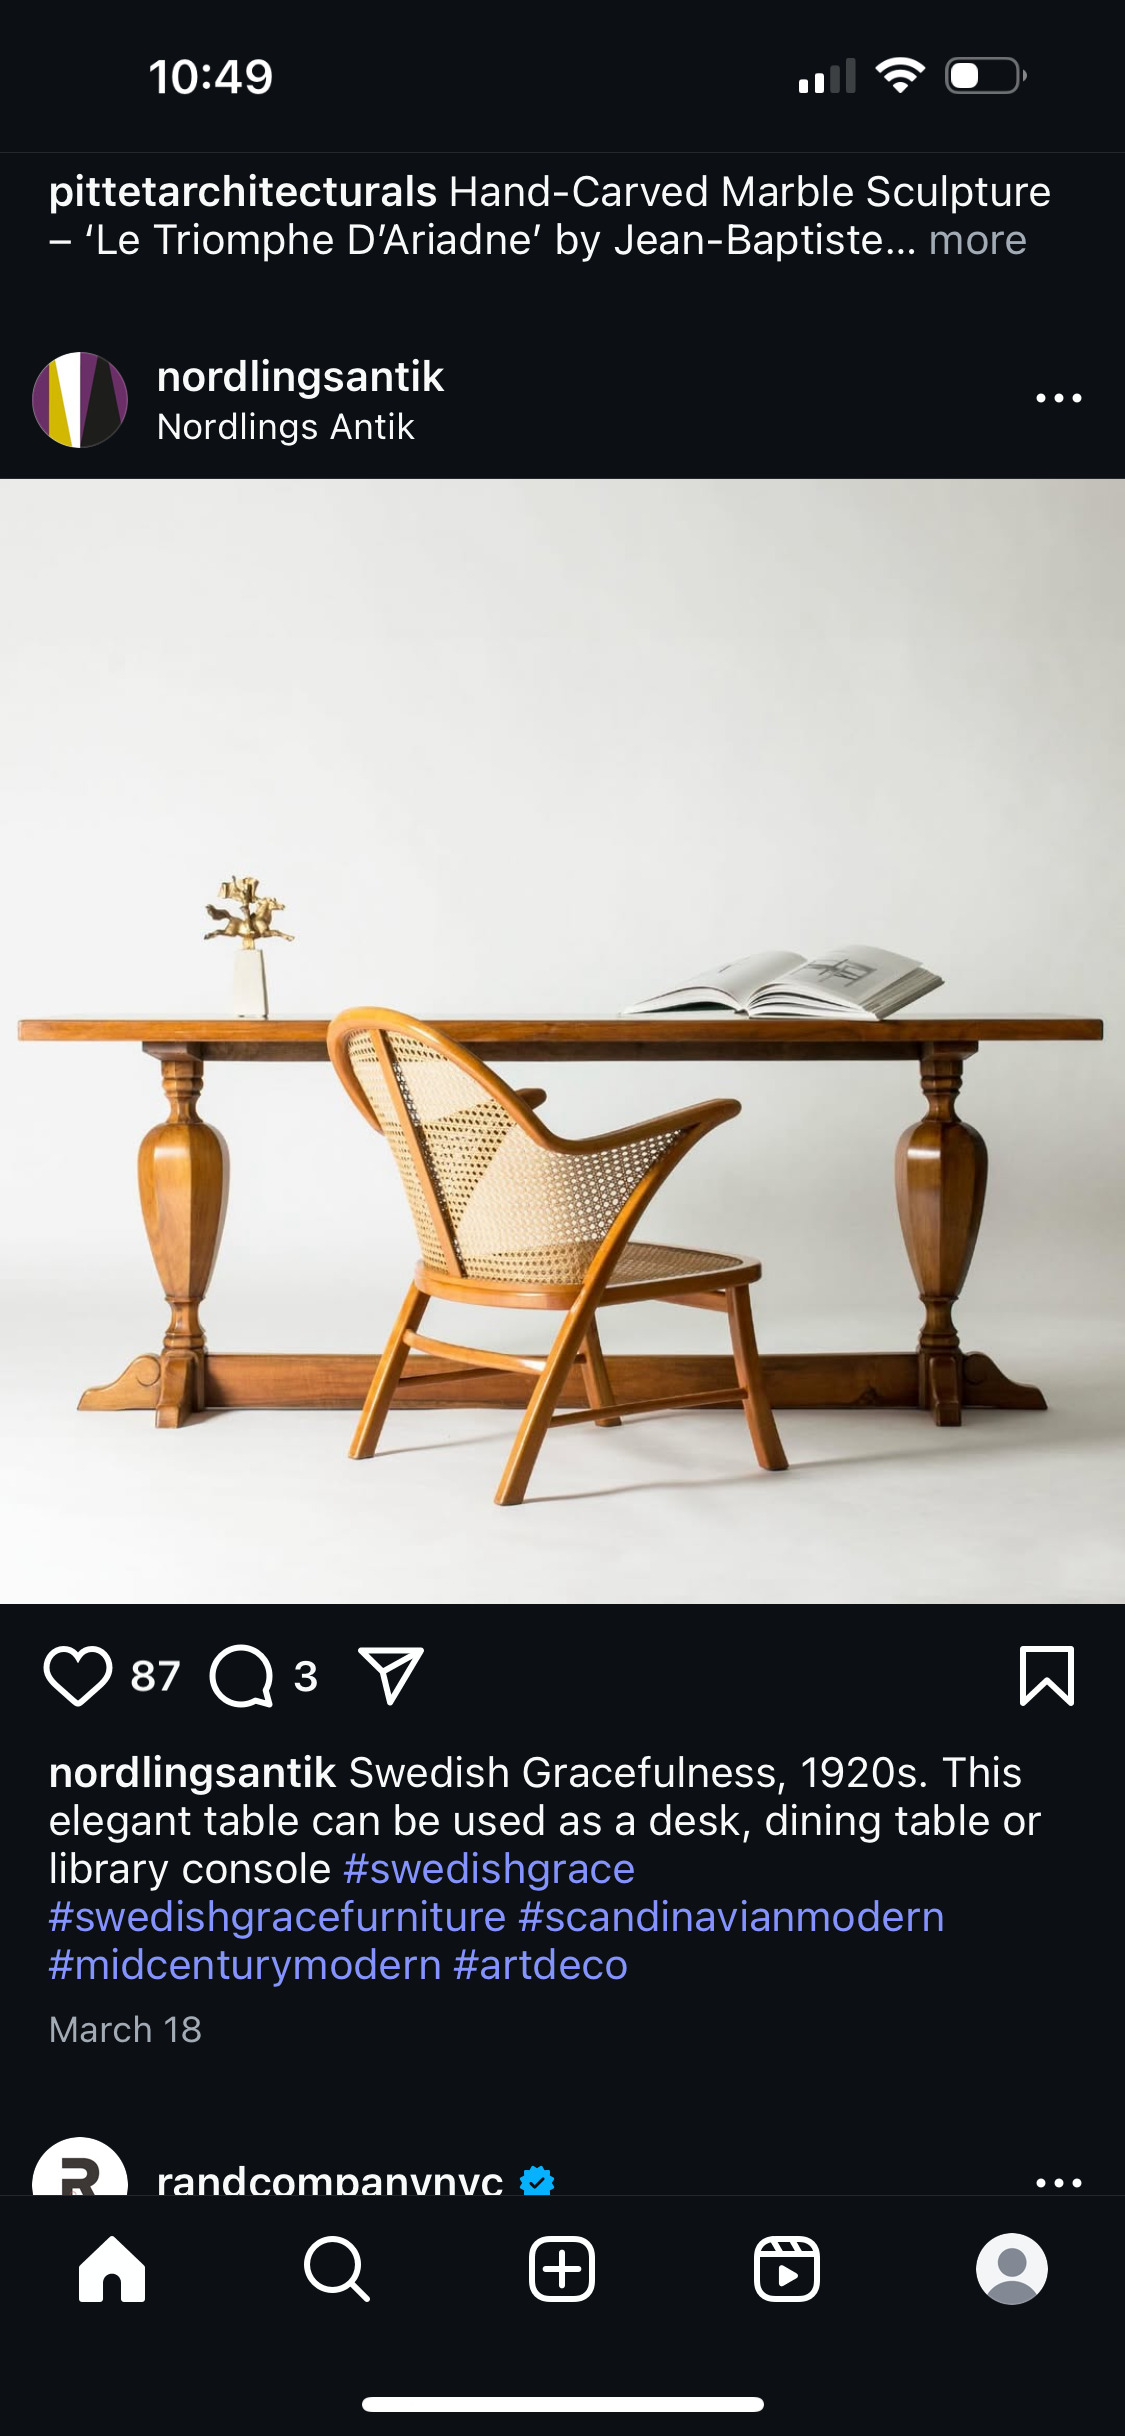 10:49
pittetarchitecturals Hand-Carved Marble Sculpture
– ‘Le Triomphe D’Ariadne’ by Jean-Baptiste... more
nordlingsantik
Nordlings Antik
87 3
nordlingsantik Swedish Gracefulness, 1920s. This
elegant table can be used as a desk, dining table or
library console #swedishgrace
#swedishgracefurniture #scandinavianmodern
#midcenturymodern #artdeco
March 18
R
randcompanynyc